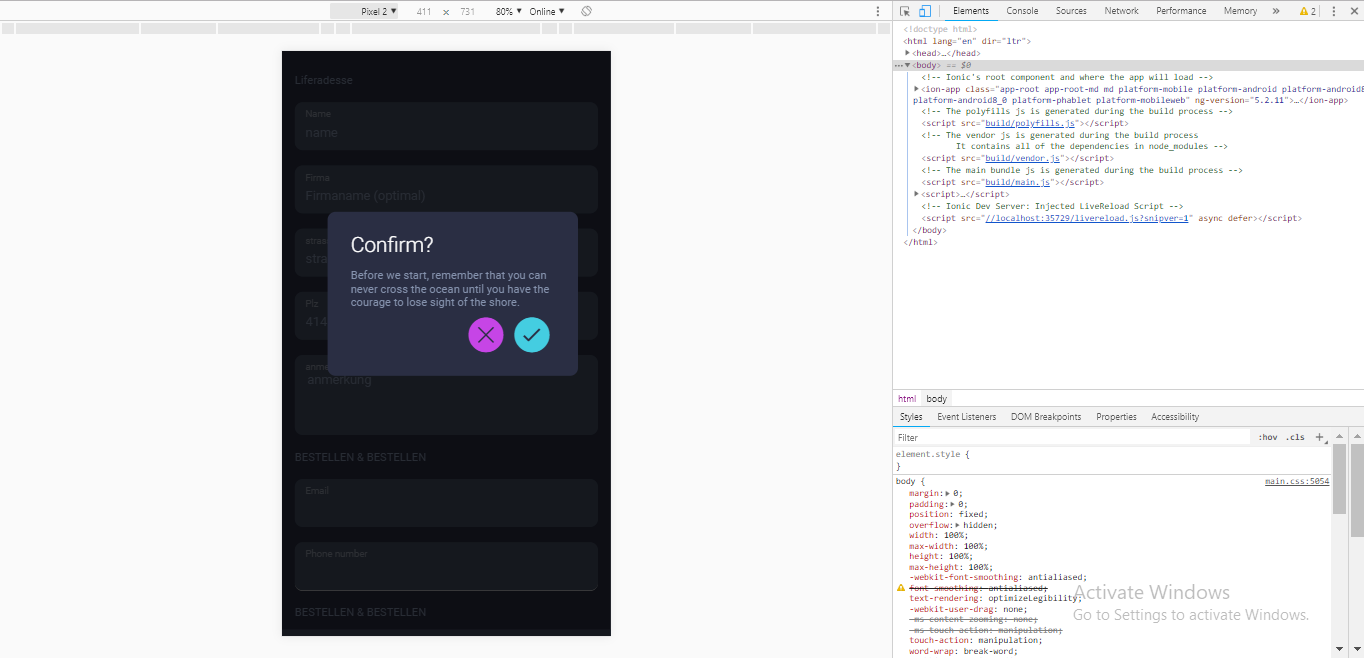 Pixel 2 ▼ 411 × 731 80% ▼ Online ▼
Liferadesse
Name
name
Firma
Firmaname (optimal)
stra
Plz
414
Confirm?
Before we start, remember that you can
never cross the ocean until you have the
courage to lose sight of the shore.
anmerkung
BESTELLEN & BESTELLEN
Email
Phone number
BESTELLEN & BESTELLEN
Elements Console Sources Network Performance Memory » 2
<!doctype html>
<html lang="en" dir="ltr">
<head>…</head>
<body> == $0
<!-- Ionic's root component and where the app will load -->
<ion-app class="app-root app-root-md md platform-mobile platform-android platform-android8
platform-android8_0 platform-phablet platform-mobileweb" ng-version="5.2.11">…</ion-app>
<!-- The polyfills js is generated during the build process -->
<script src="build/polyfills.js"></script>
<!-- The vendor js is generated during the build process
It contains all of the dependencies in node_modules -->
<script src="build/vendor.js"></script>
<!-- The main bundle js is generated during the build process -->
<script src="build/main.js"></script>
<script>…</script>
<!-- Ionic Dev Server: Injected LiveReload Script -->
<script src="//localhost:35729/livereload.js?snipver=1" async defer></script>
</body>
</html>
html body
Styles Event Listeners DOM Breakpoints Properties Accessibility
Filter :hov .cls +
element.style {
}
body { main.css:5054
margin: 0;
padding: 0;
position: fixed;
overflow: hidden;
width: 100%;
max-width: 100%;
height: 100%;
max-height: 100%;
-webkit-font-smoothing: antialiased;
font-smoothing: antialiased;
text-rendering: optimizeLegibility;
-webkit-user-drag: none;
-ms-content-zooming: none;
-ms-touch-action: manipulation;
touch-action: manipulation;
word-wrap: break-word;
Activate Windows
Go to Settings to activate Windows.